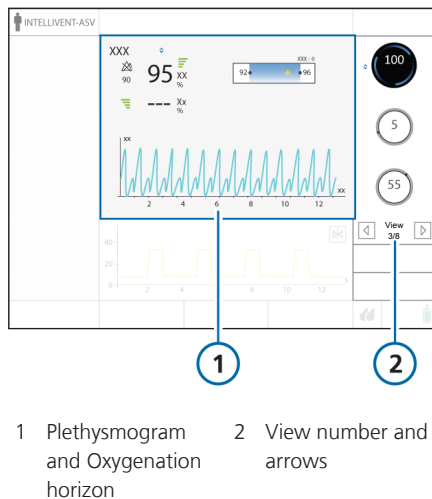 INTELLIVENT-ASV
XXX
90
95 XX
%
--- Xx
%
XXX : 0
92 96
100
5
55
View
3/8
xx
xx
2 4 6 8 10 12
40
20
0
s
2 4 6 8 10 12
1 2
1 Plethysmogram
and Oxygenation
horizon
2 View number and
arrows